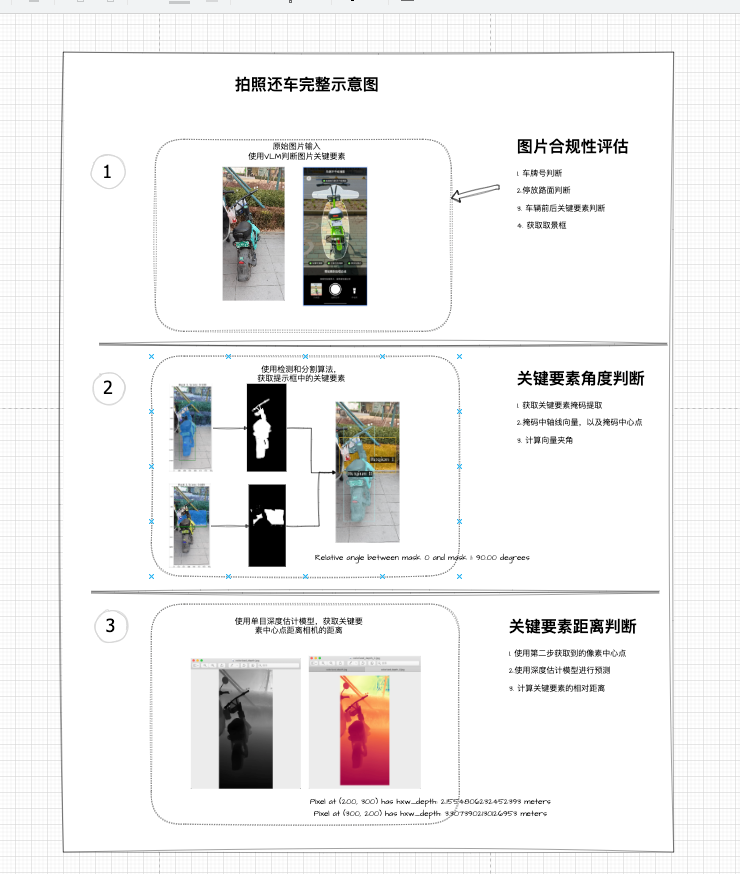 拍照还车完整示意图
1
原始图片输入
使用VLM判断图片关键要素
图片合规性评估
1. 车牌号判断
2.停放路面判断
3. 车辆前后关键要素判断
4. 获取取景框
2
使用检测和分割算法,
获取提示框中的关键要素
关键要素角度判断
1. 获取关键要素掩码提取
2.掩码中轴线向量，以及掩码中心点
3. 计算向量夹角
Relative angle between mask 0 and mask 1: 90.00 degrees
3
使用单目深度估计模型，获取关键要
素中心点距离相机的距离
关键要素距离判断
1. 使用第二步获取到的像素中心点
2.使用深度估计模型进行预测
3. 计算关键要素的相对距离
Pixel at (200, 300) has hxw_depth: 2.1554806232452393 meters
Pixel at (300, 200) has hxw_depth: 3.3073902130126953 meters